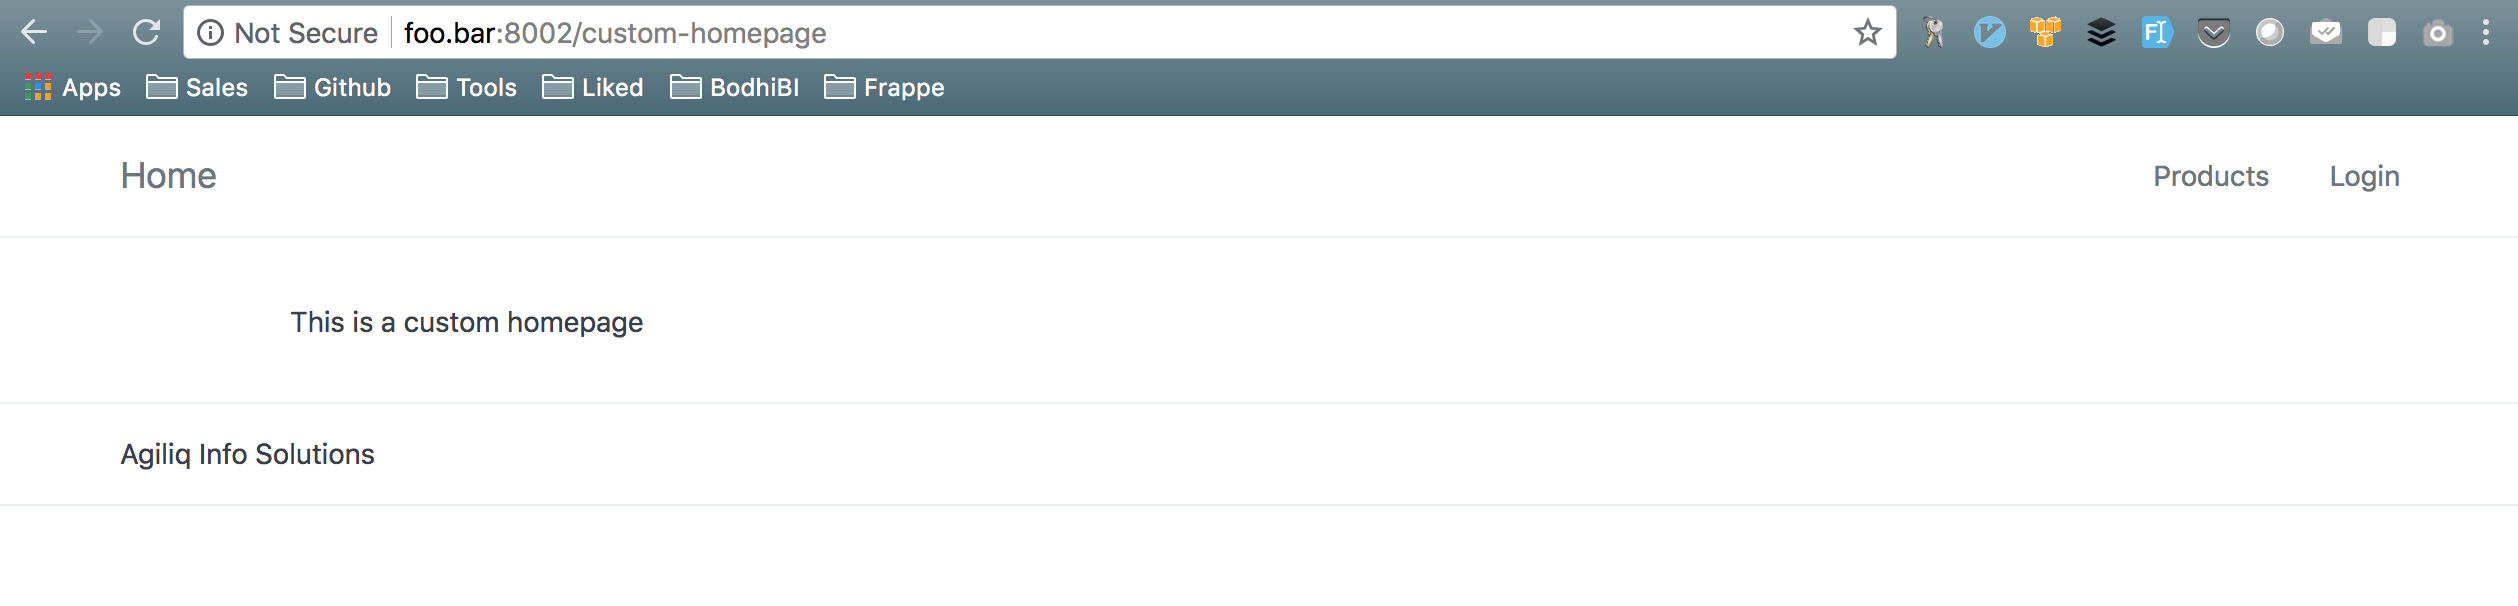 Not Secure foo.bar:8002/custom-homepage
Apps Sales Github Tools Liked BodhiBI Frappe
Home Products Login
This is a custom homepage
Agiliq Info Solutions